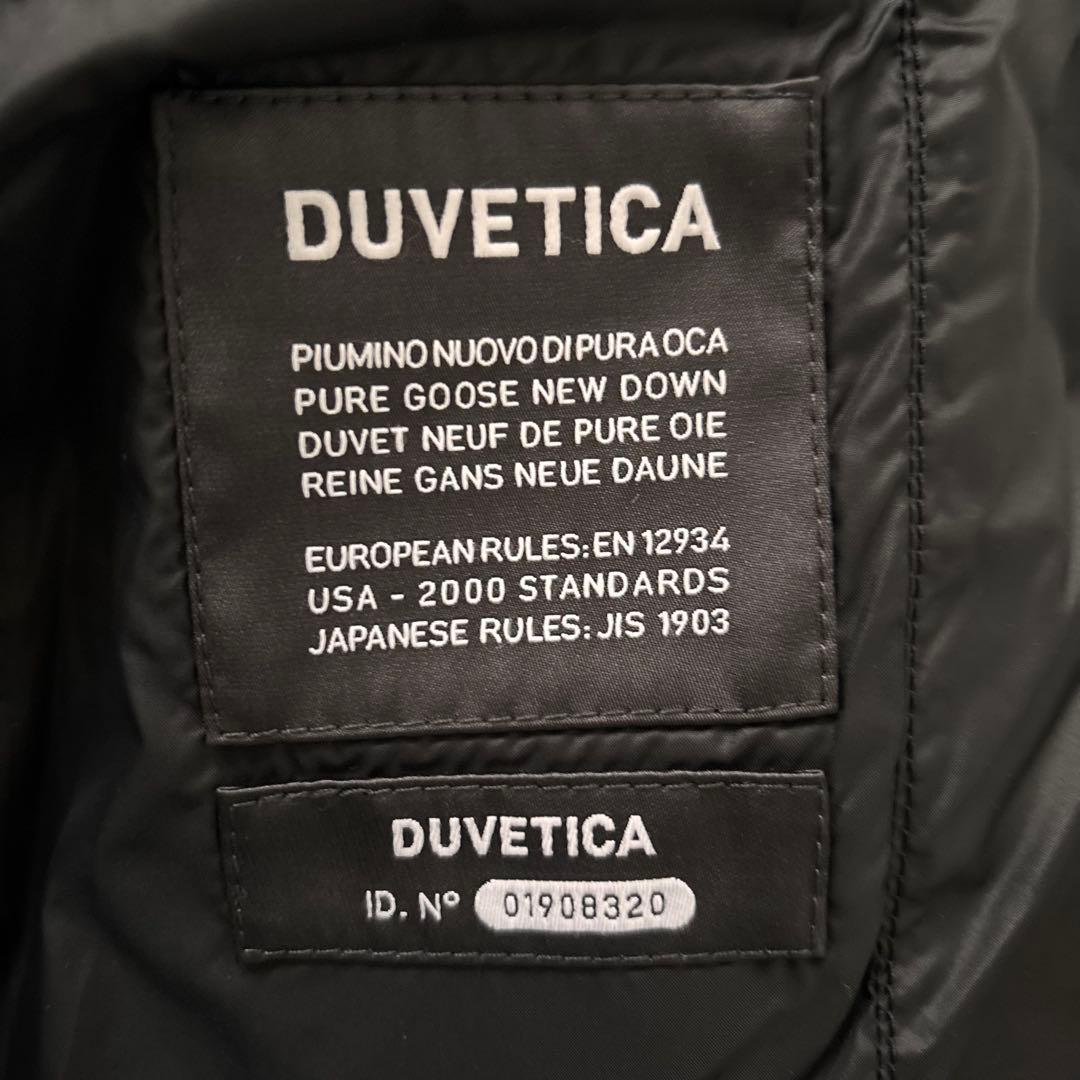 DUVETICA
PIUMINO NUOVO DI PURA OCA
PURE GOOSE NEW DOWN
DUVET NEUF DE PURE OIE
REINE GANS NEUE DAUNE
EUROPEAN RULES: EN 12934
USA - 2000 STANDARDS
JAPANESE RULES: JIS 1903
DUVETICA
ID. Nº 01908320